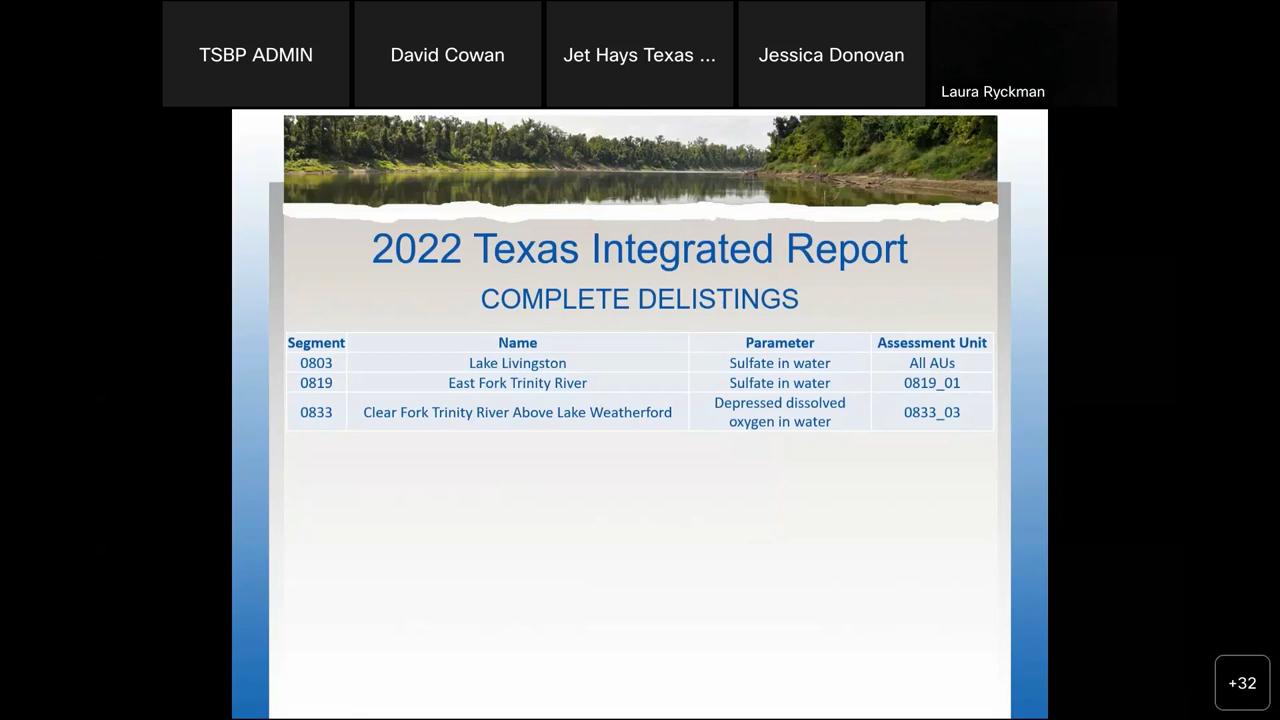 TSBP ADMIN
David Cowan
Jet Hays Texas ...
Jessica Donovan
Laura Ryckman
2022 Texas Integrated Report
COMPLETE DELISTINGS
Segment Name Parameter Assessment Unit
0803 Lake Livingston Sulfate in water All AUs
0819 East Fork Trinity River Sulfate in water 0819_01
0833 Clear Fork Trinity River Above Lake Weatherford Depressed dissolved oxygen in water 0833_03
+32